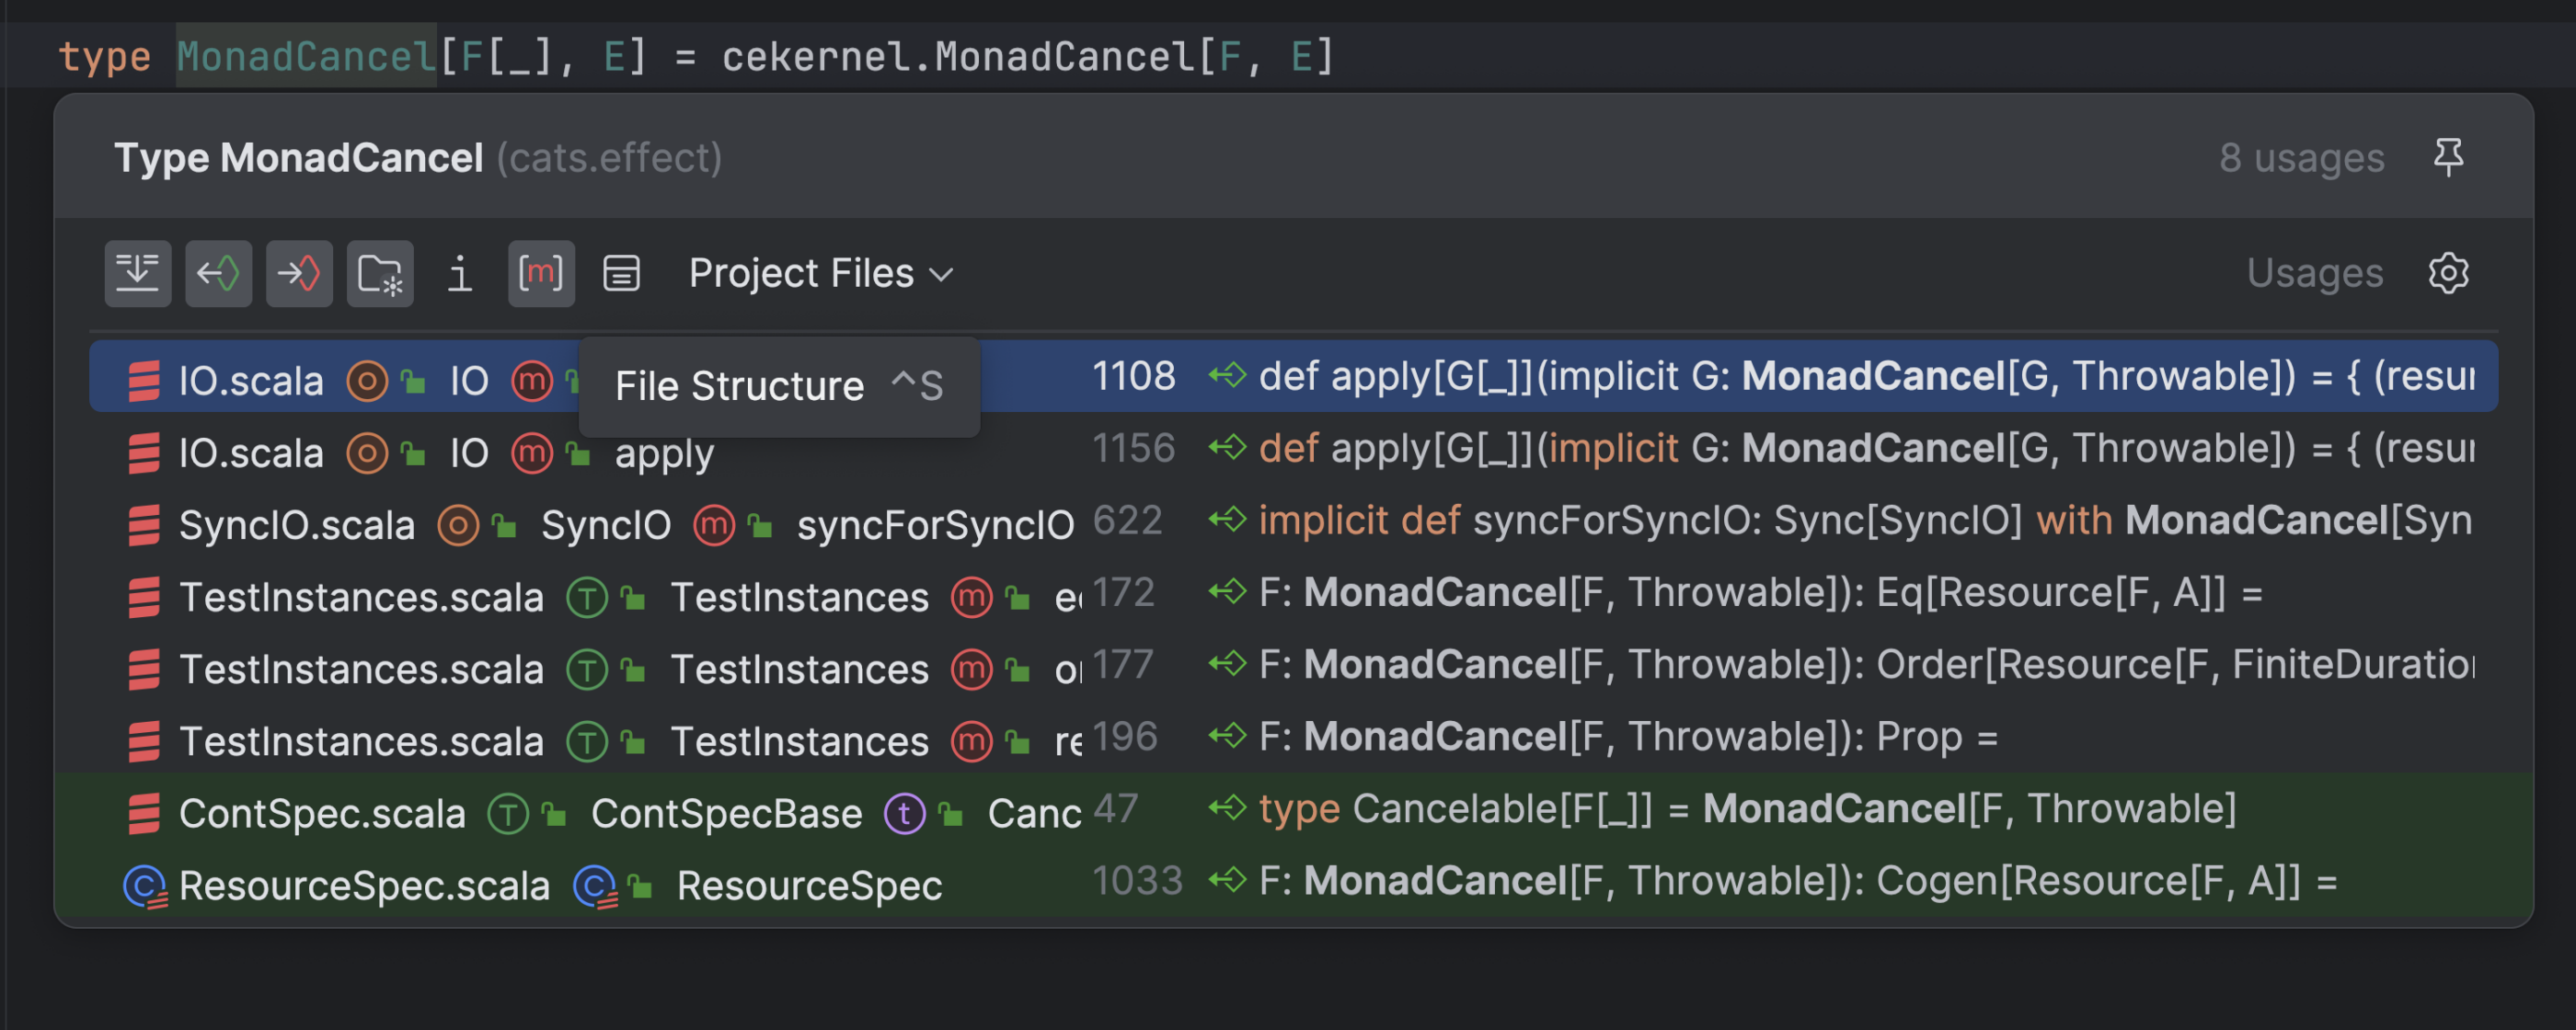 type MonadCancel[F[_], E] = cekernel.MonadCancel[F, E]
Type MonadCancel (cats.effect) 8 usages
i [m] Project Files Usages
IO.scala O IO m File Structure ^S 1108 def apply[G[_]](implicit G: MonadCancel[G, Throwable]) = { (resur
IO.scala O IO m apply 1156 def apply[G[_]](implicit G: MonadCancel[G, Throwable]) = { (resur
SyncIO.scala O SyncIO m syncForSyncIO 622 implicit def syncForSyncIO: Sync[SyncIO] with MonadCancel[Syn
TestInstances.scala T TestInstances m 172 F: MonadCancel[F, Throwable]): Eq[Resource[F, A]] =
TestInstances.scala T TestInstances m 177 F: MonadCancel[F, Throwable]): Order[Resource[F, FiniteDuration
TestInstances.scala T TestInstances m re 196 F: MonadCancel[F, Throwable]): Prop =
ContSpec.scala T ContSpecBase t Canc 47 type Cancelable[F[_]] = MonadCancel[F, Throwable]
ResourceSpec.scala C ResourceSpec 1033 F: MonadCancel[F, Throwable]): Cogen[Resource[F, A]] =